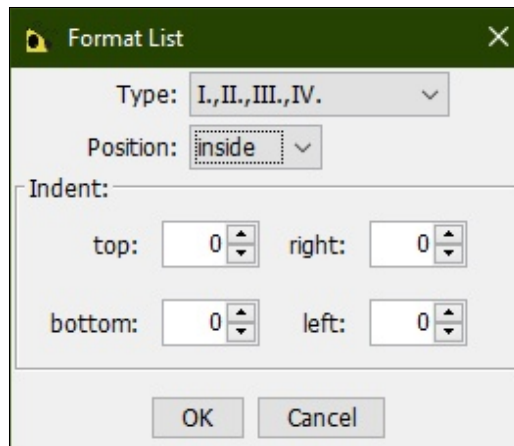 Format List
Type: I.,II.,III.,IV.
Position: inside
Indent:
top: 0 right: 0
bottom: 0 left: 0
OK Cancel